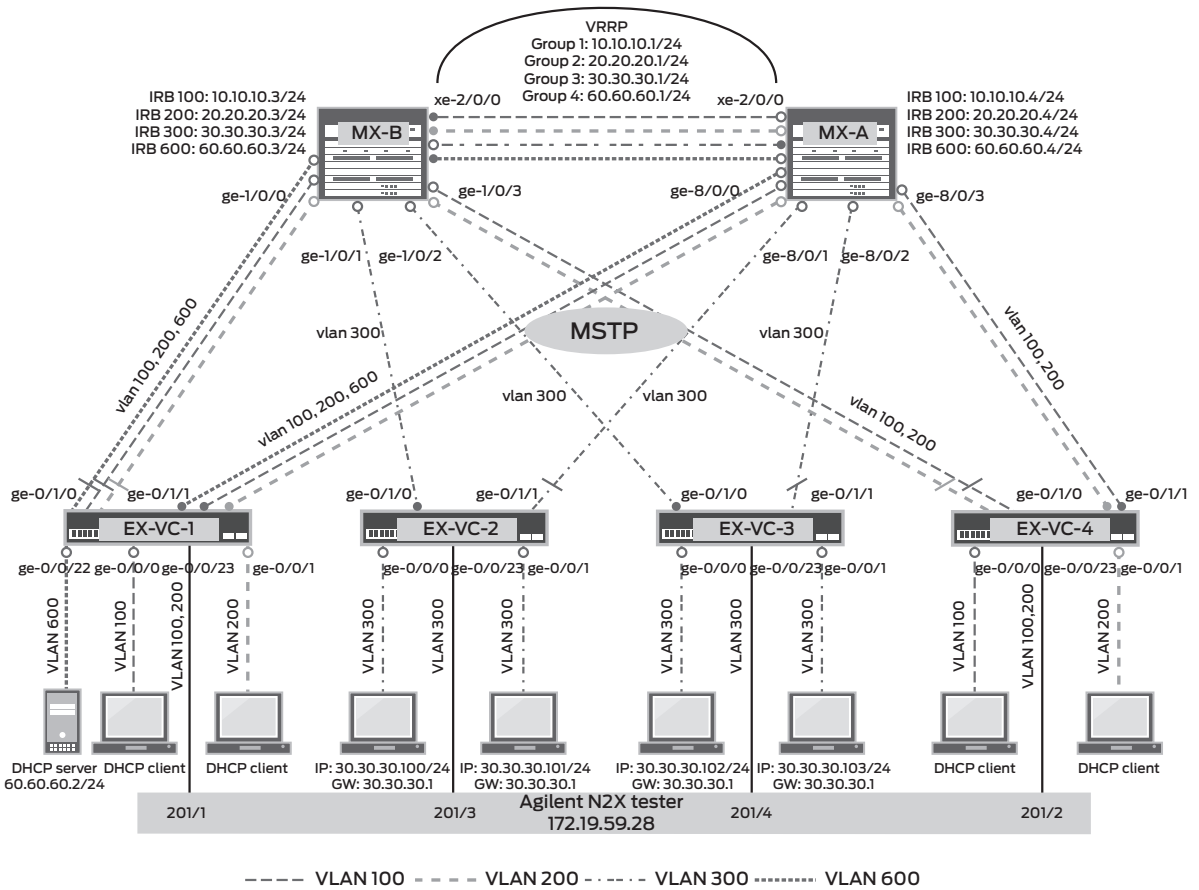 VRRP
Group 1: 10.10.10.1/24
Group 2: 20.20.20.1/24
Group 3: 30.30.30.1/24
Group 4: 60.60.60.1/24
IRB 100: 10.10.10.3/24
IRB 200: 20.20.20.3/24
IRB 300: 30.30.30.3/24
IRB 600: 60.60.60.3/24
xe-2/0/0
xe-2/0/0
IRB 100: 10.10.10.4/24
IRB 200: 20.20.20.4/24
IRB 300: 30.30.30.4/24
IRB 600: 60.60.60.4/24
MX-B
MX-A
ge-1/0/0
ge-1/0/3
ge-8/0/0
ge-8/0/3
ge-1/0/1
ge-1/0/2
ge-8/0/1
ge-8/0/2
MSTP
vlan 100, 200, 600
vlan 300
vlan 100, 200, 600
vlan 300
vlan 300
vlan 300
vlan 100, 200
vlan 100, 200
ge-0/1/0
ge-0/1/1
ge-0/1/0
ge-0/1/1
ge-0/1/0
ge-0/1/1
ge-0/1/0
ge-0/1/1
EX-VC-1
EX-VC-2
EX-VC-3
EX-VC-4
ge-0/0/22
ge-0/0/0
ge-0/0/23
ge-0/0/1
ge-0/0/0
ge-0/0/23
ge-0/0/1
ge-0/0/0
ge-0/0/23
ge-0/0/1
ge-0/0/0
ge-0/0/23
ge-0/0/1
VLAN 600
VLAN 100
VLAN 100, 200
VLAN 200
VLAN 300
VLAN 300
VLAN 300
VLAN 300
VLAN 300
VLAN 300
VLAN 100
VLAN 100,200
VLAN 200
DHCP server
60.60.60.2/24
DHCP client
DHCP client
IP: 30.30.30.100/24
GW: 30.30.30.1
IP: 30.30.30.101/24
GW: 30.30.30.1
IP: 30.30.30.102/24
GW: 30.30.30.1
IP: 30.30.30.103/24
GW: 30.30.30.1
DHCP client
DHCP client
201/1
201/3
Agilent N2X tester
172.19.59.28
201/4
201/2
VLAN 100
VLAN 200
VLAN 300
VLAN 600